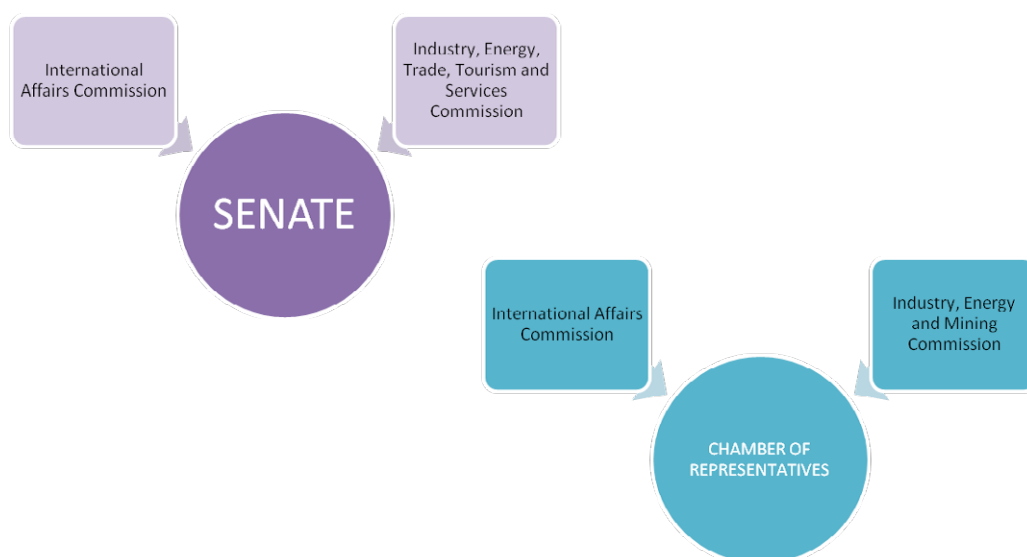 International
Affairs Commission
Industry, Energy,
Trade, Tourism and
Services
Commission
SENATE
International Affairs
Commission
Industry, Energy
and Mining
Commission
CHAMBER OF
REPRESENTATIVES